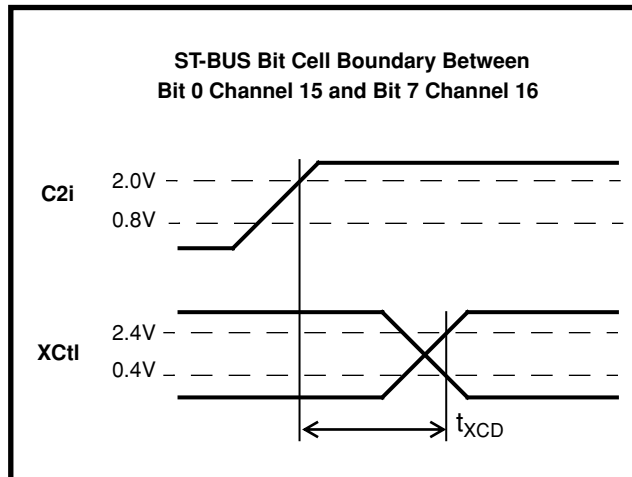 ST-BUS Bit Cell Boundary Between
Bit 0 Channel 15 and Bit 7 Channel 16
C2i
2.0V
0.8V
XCtl
2.4V
0.4V
tXCD